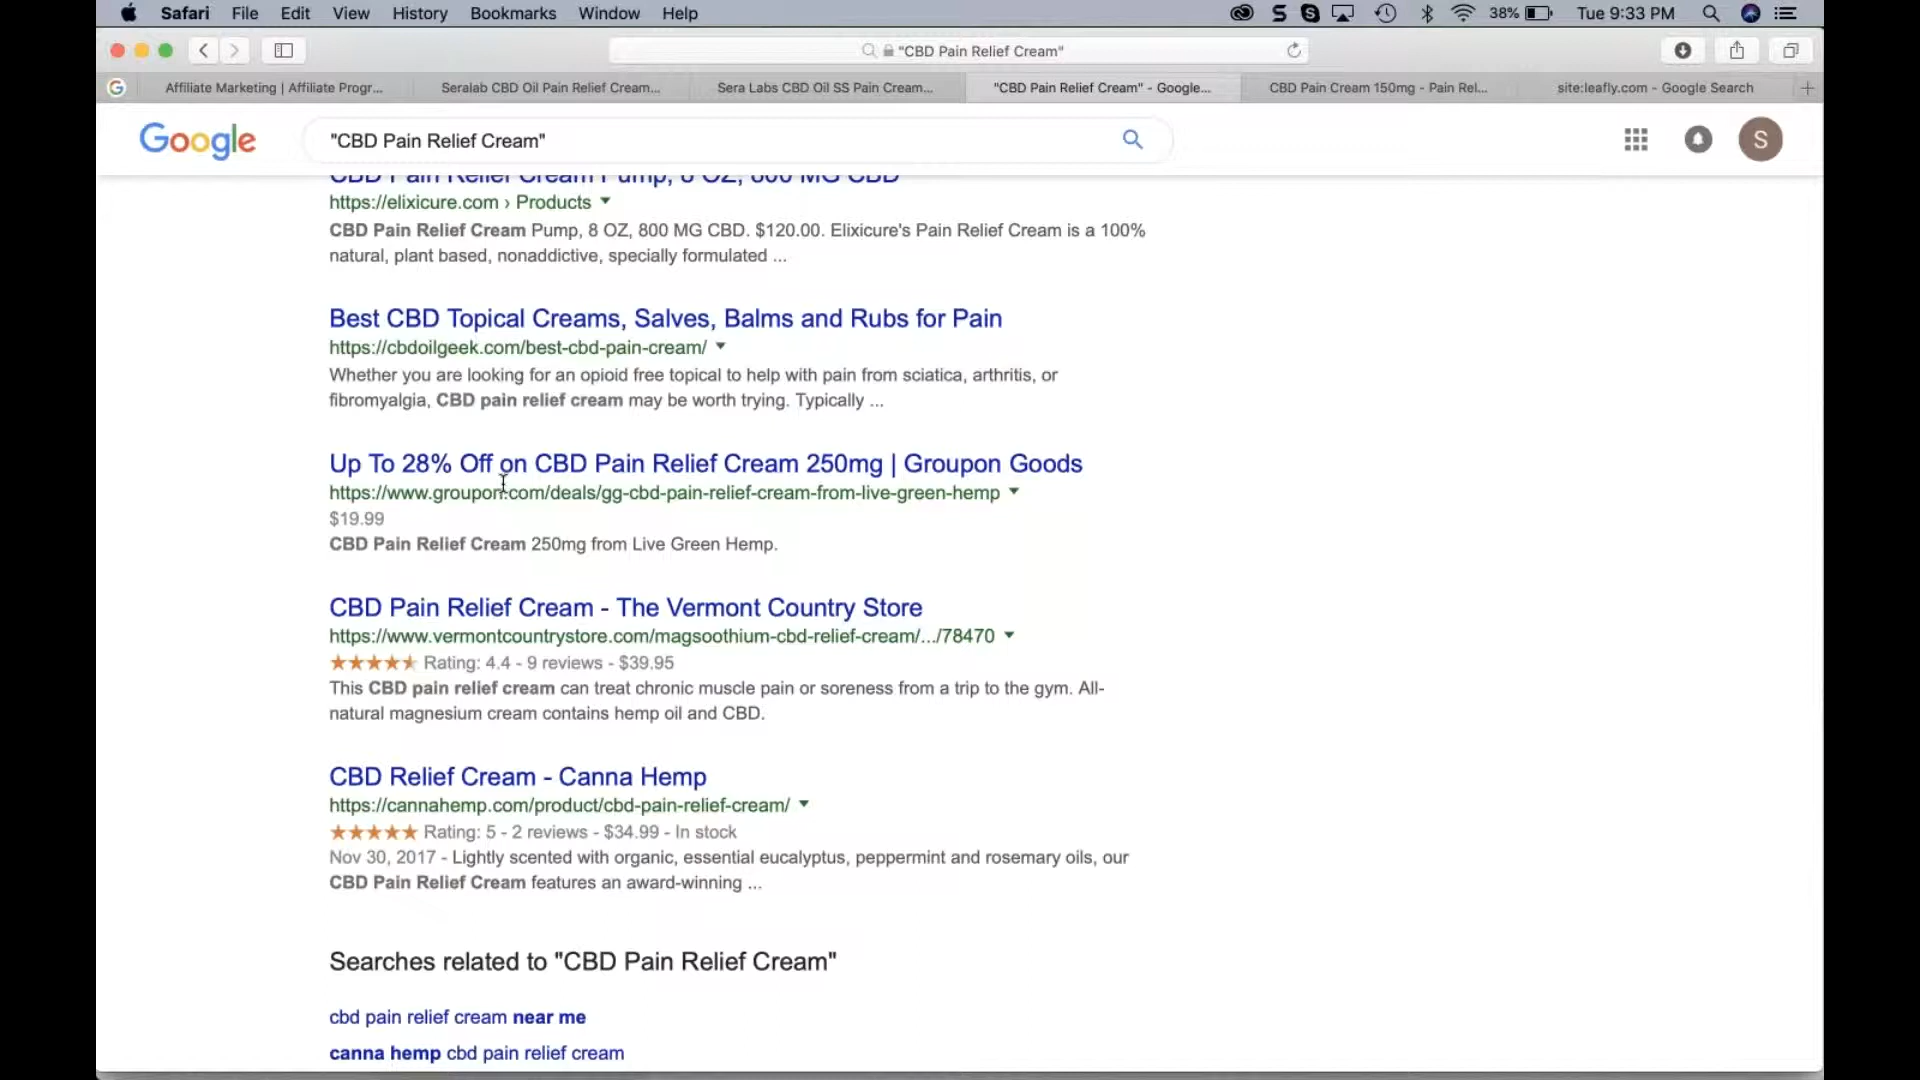 Safari File Edit View History Bookmarks Window Help 38% Tue 9:33 PM
"CBD Pain Relief Cream"
Affiliate Marketing | Affiliate Progr... Seralab CBD Oil Pain Relief Cream... Sera Labs CBD Oil SS Pain Cream... "CBD Pain Relief Cream" - Google... CBD Pain Cream 150mg - Pain Rel... site:leafly.com - Google Search
Google "CBD Pain Relief Cream" S
CBD Pain Relief Cream Pump, 8 OZ, 800 MG CBD
https://elixicure.com › Products
CBD Pain Relief Cream Pump, 8 OZ, 800 MG CBD. $120.00. Elixicure's Pain Relief Cream is a 100%
natural, plant based, nonaddictive, specially formulated ...
Best CBD Topical Creams, Salves, Balms and Rubs for Pain
https://cbdoilgeek.com/best-cbd-pain-cream/
Whether you are looking for an opioid free topical to help with pain from sciatica, arthritis, or
fibromyalgia, CBD pain relief cream may be worth trying. Typically ...
Up To 28% Off on CBD Pain Relief Cream 250mg | Groupon Goods
https://www.groupon.com/deals/gg-cbd-pain-relief-cream-from-live-green-hemp
$19.99
CBD Pain Relief Cream 250mg from Live Green Hemp.
CBD Pain Relief Cream - The Vermont Country Store
https://www.vermontcountrystore.com/magsoothium-cbd-relief-cream/.../78470
Rating: 4.4 - 9 reviews - $39.95
This CBD pain relief cream can treat chronic muscle pain or soreness from a trip to the gym. All-
natural magnesium cream contains hemp oil and CBD.
CBD Relief Cream - Canna Hemp
https://cannahemp.com/product/cbd-pain-relief-cream/
Rating: 5 - 2 reviews - $34.99 - In stock
Nov 30, 2017 - Lightly scented with organic, essential eucalyptus, peppermint and rosemary oils, our
CBD Pain Relief Cream features an award-winning ...
Searches related to "CBD Pain Relief Cream"
cbd pain relief cream near me
canna hemp cbd pain relief cream